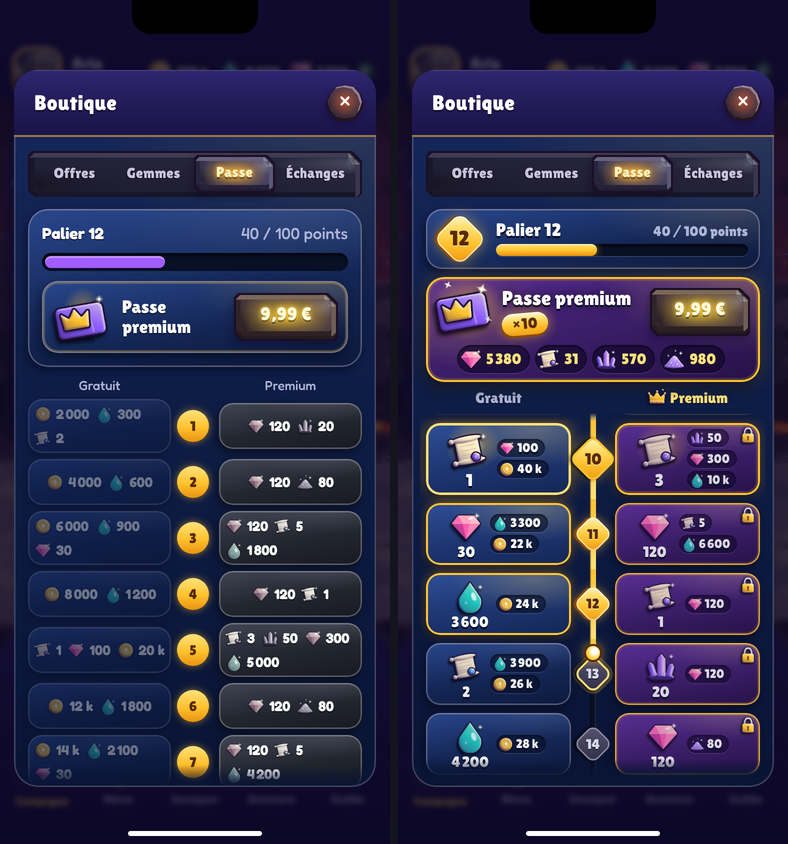 Boutique
×
Offres Gemmes Passe Échanges
Palier 12 40 / 100 points
Passe
premium
9,99 €
Gratuit Premium
2000 300
2
1
120 20
4000 600
2
120 80
6000 900
30
3
120 5
1800
8000 1200
4
120 1
1 100 20 k
5
3 50 300
5000
12 k 1800
6
120 80
14 k 2100
30
7
120 5
4200
Boutique
×
Offres Gemmes Passe Échanges
12
Palier 12 40 / 100 points
Passe premium
×10
9,99 €
5380 31 570 980
Gratuit Premium
1
100
40 k
10
3
50
300
10 k
30
3300
22 k
11
120
5
6600
3600
24 k
12
1
120
2
3900
26 k
13
20
120
4200
28 k
14
120
80